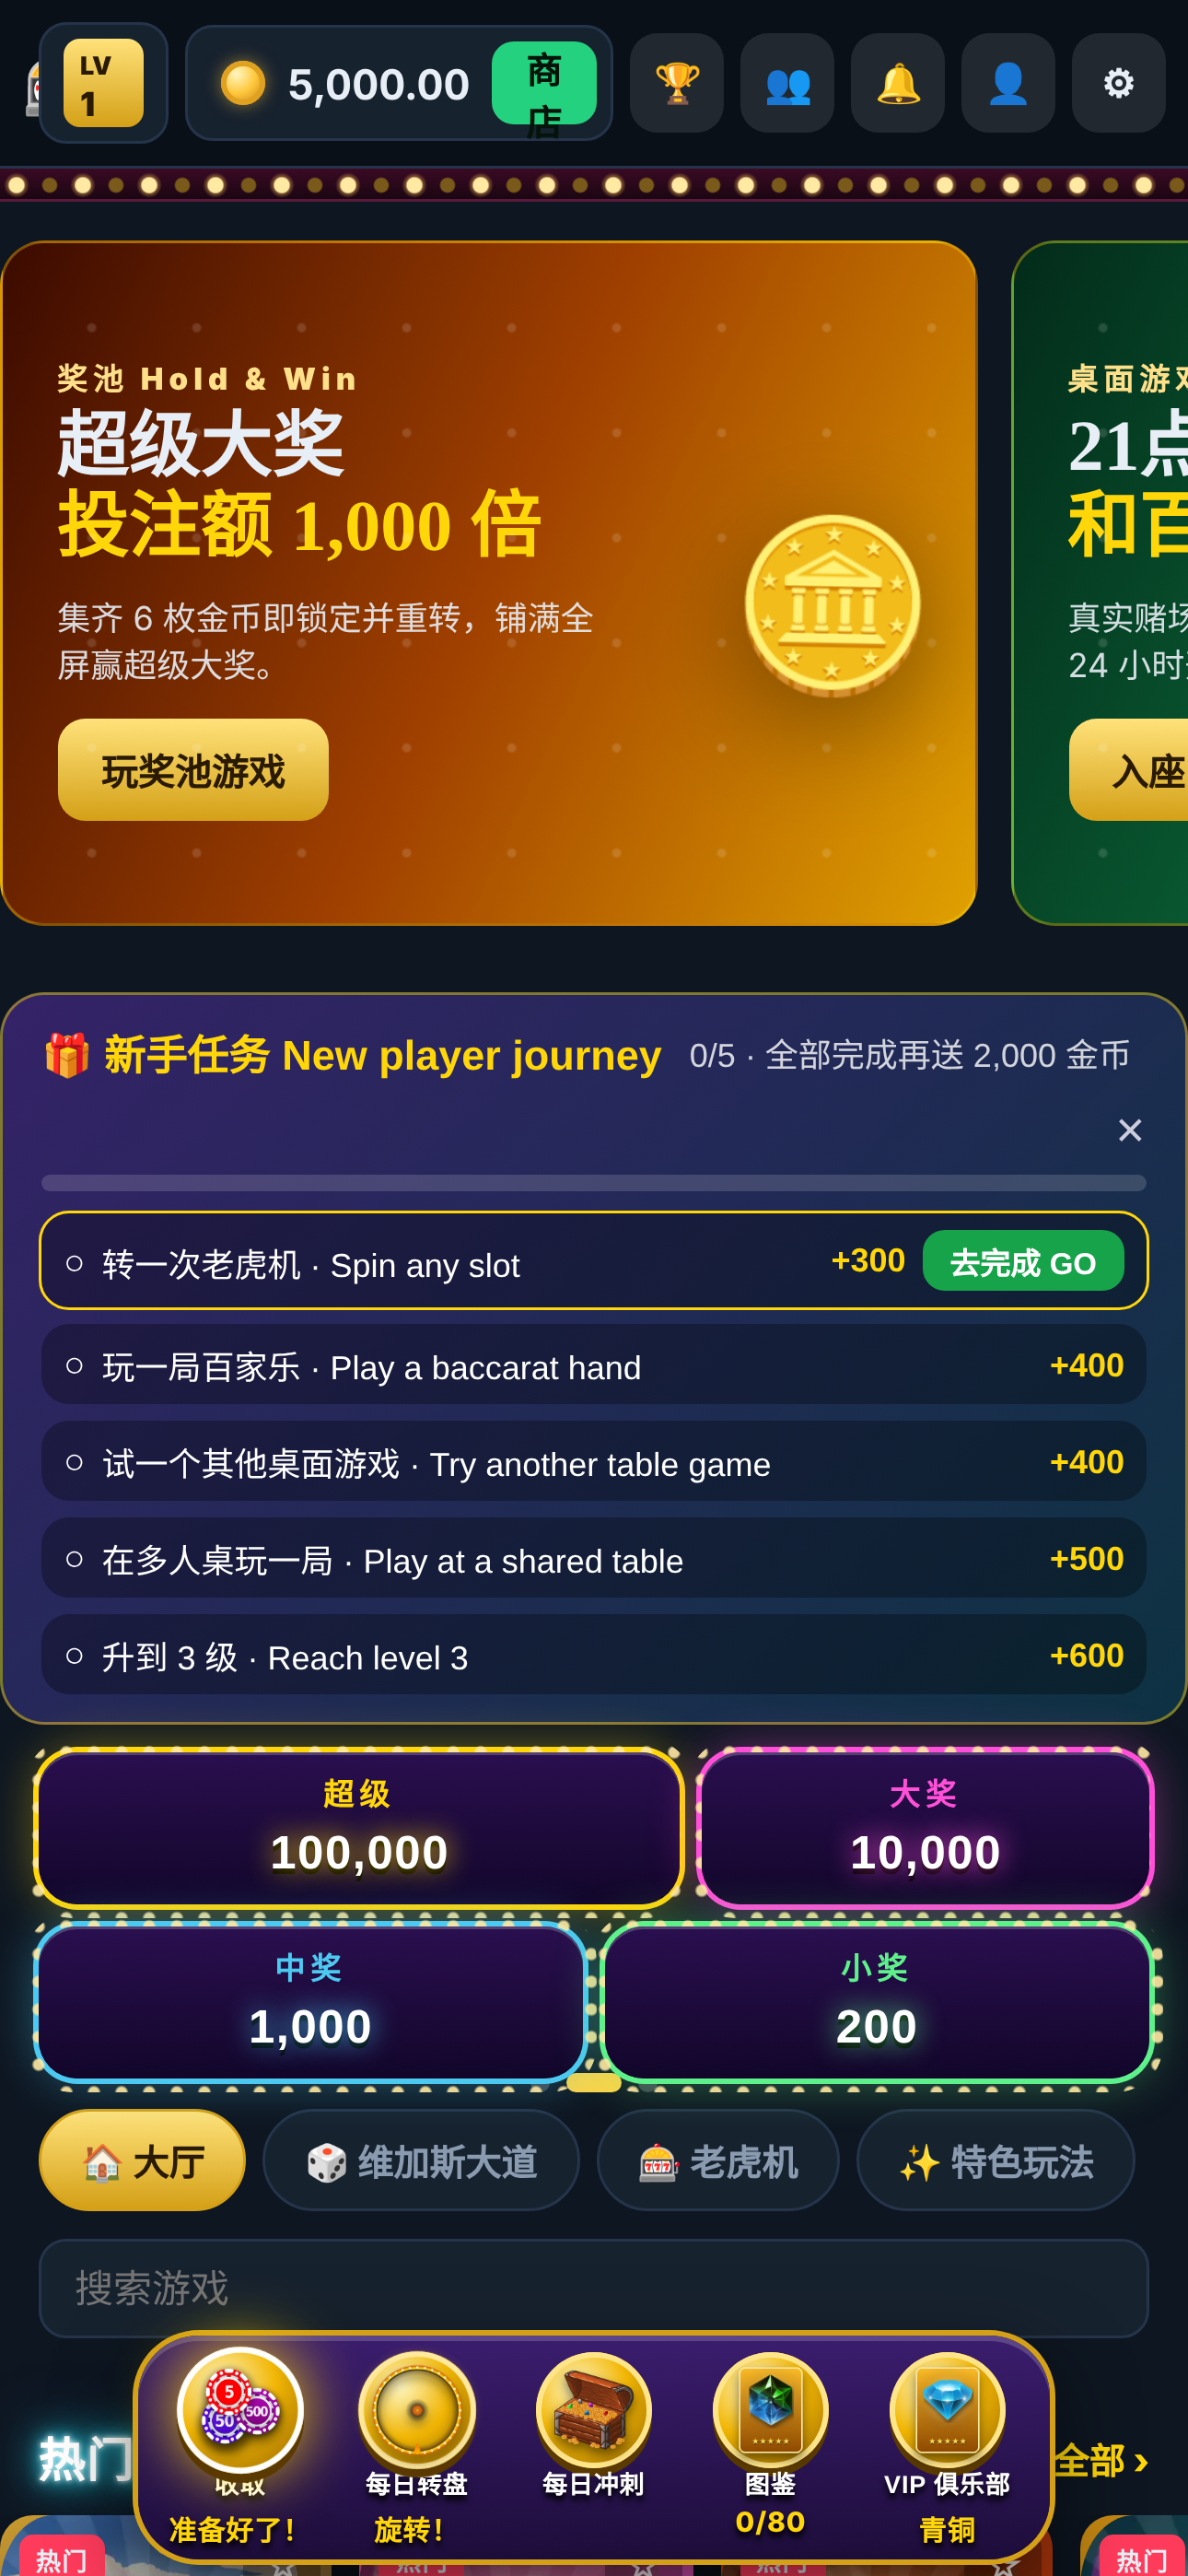 LV
1
5,000.00
商
店
奖池 Hold & Win
超级大奖
投注额 1,000 倍
集齐 6 枚金币即锁定并重转，铺满全
屏赢超级大奖。
玩奖池游戏
桌面游戏
21点
和百
真实赌场
24 小时
入座
新手任务 New player journey
0/5 · 全部完成再送 2,000 金币
×
转一次老虎机 · Spin any slot
+300
去完成 GO
玩一局百家乐 · Play a baccarat hand
+400
试一个其他桌面游戏 · Try another table game
+400
在多人桌玩一局 · Play at a shared table
+500
升到 3 级 · Reach level 3
+600
超级
100,000
大奖
10,000
中奖
1,000
小奖
200
大厅
维加斯大道
老虎机
特色玩法
搜索游戏
热门
全部 ›
5
50
500
收取
准备好了！
每日转盘
旋转！
每日冲刺
图鉴
0/80
VIP 俱乐部
青铜
热门
热门
热门
热门